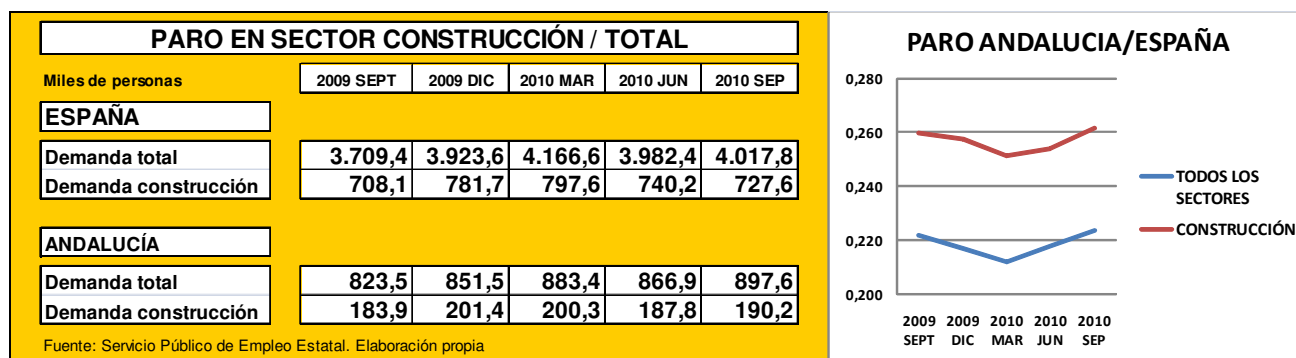 PARO EN SECTOR CONSTRUCCIÓN / TOTAL
Miles de personas 2009 SEPT 2009 DIC 2010 MAR 2010 JUN 2010 SEP
ESPAÑA
Demanda total 3.709,4 3.923,6 4.166,6 3.982,4 4.017,8
Demanda construcción 708,1 781,7 797,6 740,2 727,6
ANDALUCÍA
Demanda total 823,5 851,5 883,4 866,9 897,6
Demanda construcción 183,9 201,4 200,3 187,8 190,2
Fuente: Servicio Público de Empleo Estatal. Elaboración propia
PARO ANDALUCIA/ESPAÑA
0,280
0,260
0,240
0,220
0,200
2009 2009 2010 2010 2010
SEPT DIC MAR JUN SEP
TODOS LOS
SECTORES
CONSTRUCCIÓN